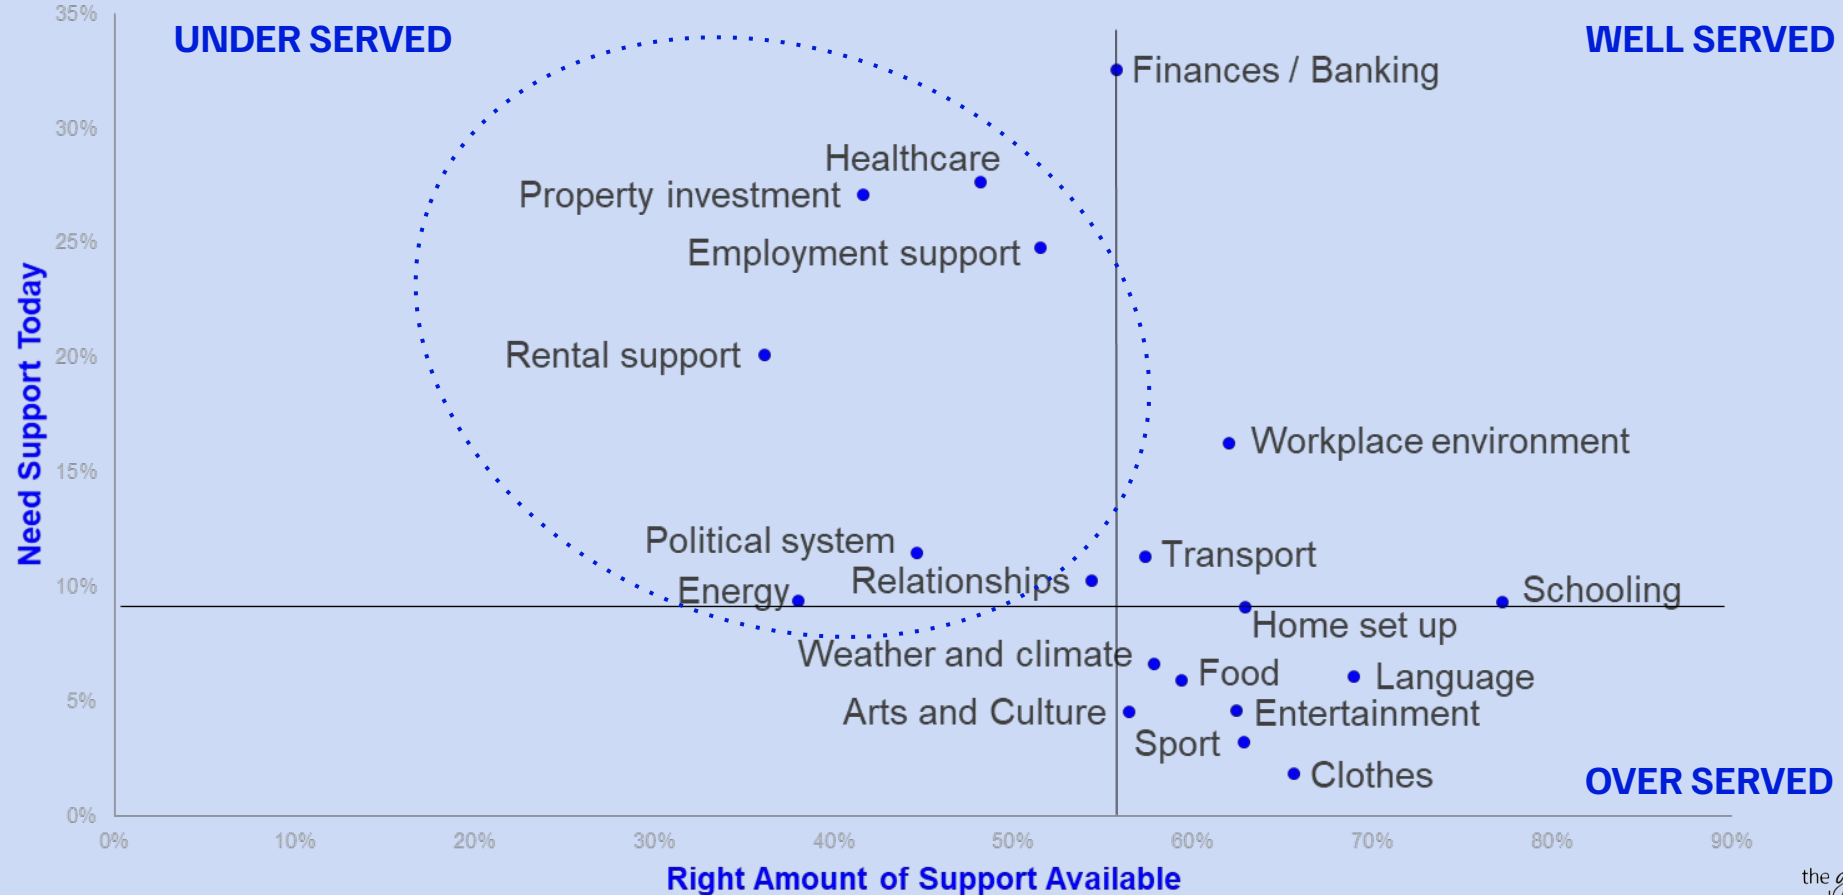 35%
UNDER SERVED
WELL SERVED
Finances / Banking
30%
Healthcare
Property investment
25%
Employment support
Need Support Today
20%
Rental support
15%
Workplace environment
Political system
Transport
10%
Energy
Relationships
Schooling
Home set up
Weather and climate
Food
Language
5%
Arts and Culture
Entertainment
Sport
Clothes
OVER SERVED
0%
0% 10% 20% 30% 40% 50% 60% 70% 80% 90%
Right Amount of Support Available
the